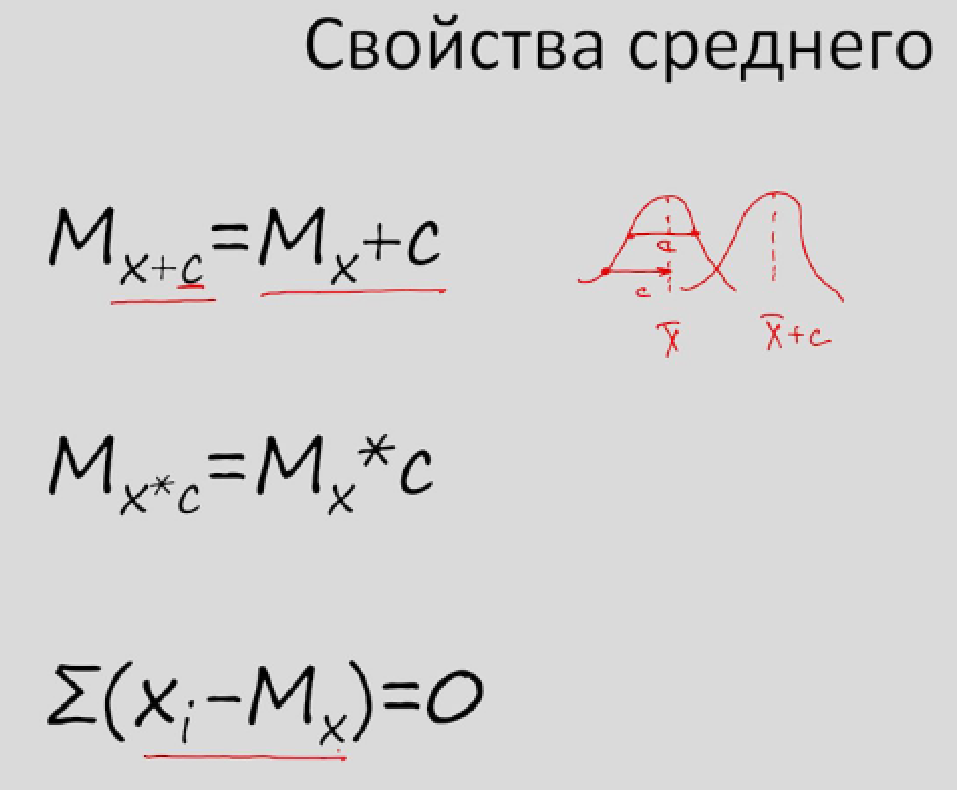 Свойства среднего
Mx+c=Mx+c
c
x̄
x̄+c
Mx*c=Mx*c
Σ(xi-Mx)=0